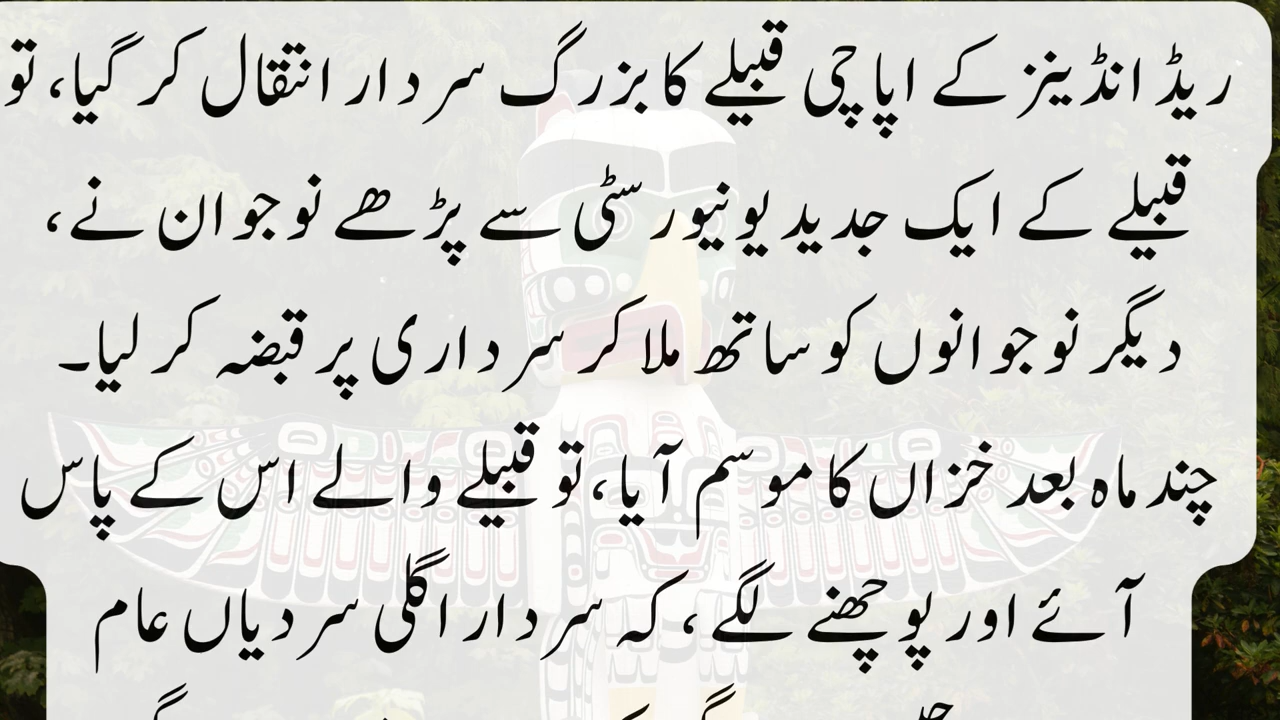 ریڈ انڈینز کے اپاچی قبیلے کا بزرگ سردار انتقال کر گیا، تو
قبیلے کے ایک جدید یونیورسٹی سے پڑھے نوجوان نے،
دیگر نوجوانوں کو ساتھ ملا کر سرداری پر قبضہ کر لیا۔
چند ماہ بعد خزاں کا موسم آیا، تو قبیلے والے اس کے پاس
آئے اور پوچھنے لگے، کہ سردار اگلی سردیاں عام